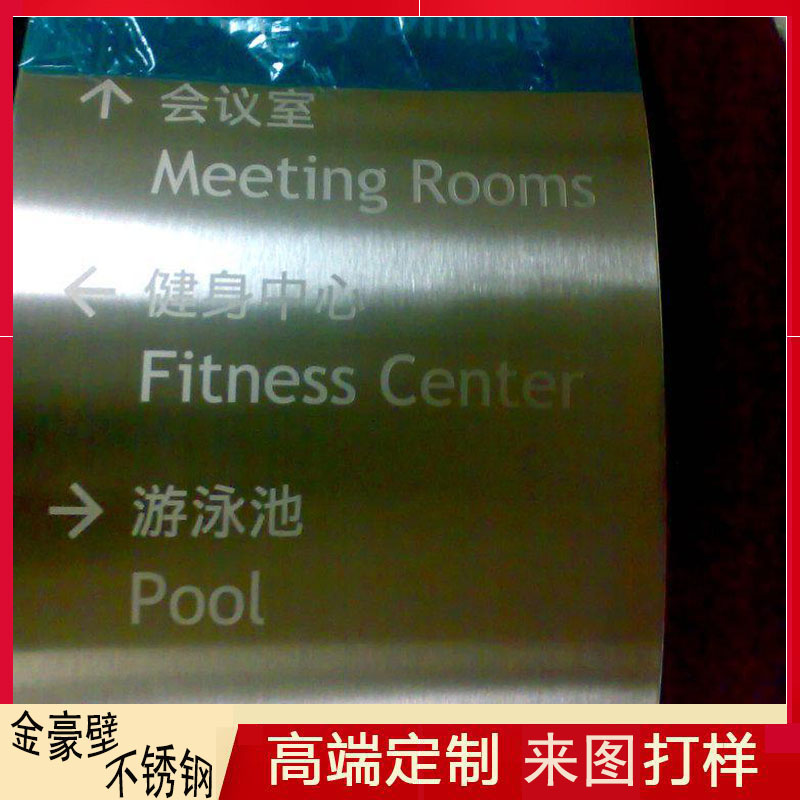 Dining
↑ 会议室
Meeting Rooms
← 健身中心
Fitness Center
→ 游泳池
Pool
金豪壁
不锈钢
高端定制 来图打样